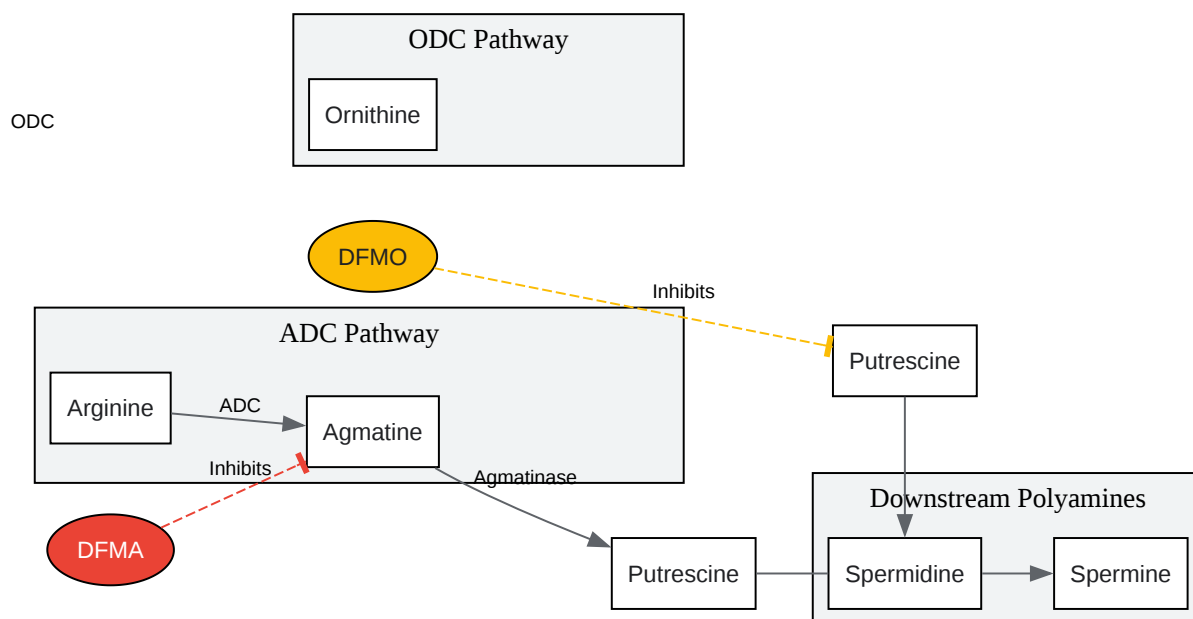 ODC Pathway
Ornithine
ODC
DFMO
Inhibits
ADC Pathway
Putrescine
Arginine
ADC
Agmatine
Inhibits
Agmatinase
Downstream Polyamines
DFMA
Putrescine
Spermidine
Spermine